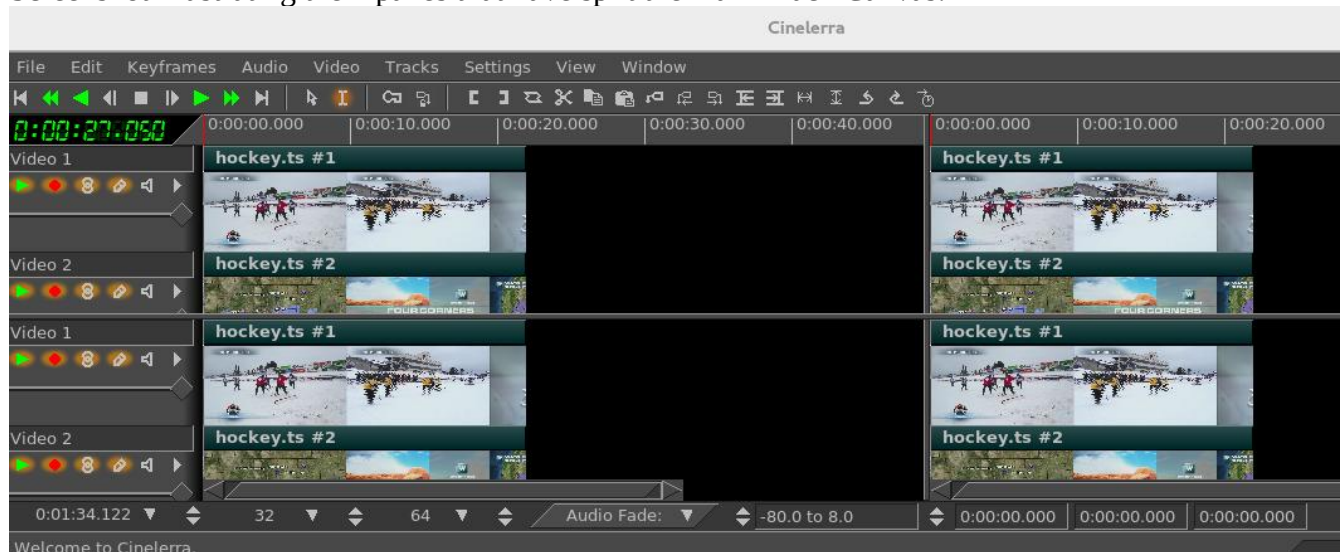 Cinelerra
File Edit Keyframes Audio Video Tracks Settings View Window
0:00:27.050 0:00:00.000 0:00:10.000 0:00:20.000 0:00:30.000 0:00:40.000 0:00:00.000 0:00:10.000 0:00:20.000
Video 1 hockey.ts #1 hockey.ts #1
Video 2 hockey.ts #2 hockey.ts #2
FOUR CORNERS FOUR CORNERS
Video 1 hockey.ts #1 hockey.ts #1
Video 2 hockey.ts #2 hockey.ts #2
0:01:34.122 32 64 Audio Fade: -80.0 to 8.0 0:00:00.000 0:00:00.000 0:00:00.000
Welcome to Cinelerra.